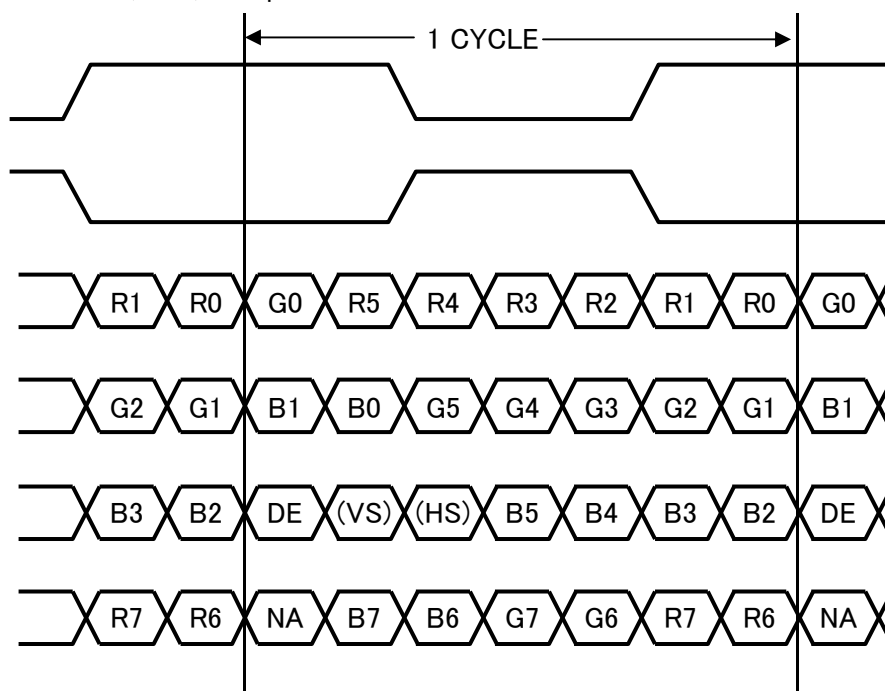 1 CYCLE
R1 R0 G0 R5 R4 R3 R2 R1 R0 G0
G2 G1 B1 B0 G5 G4 G3 G2 G1 B1
B3 B2 DE (VS) (HS) B5 B4 B3 B2 DE
R7 R6 NA B7 B6 G7 G6 R7 R6 NA